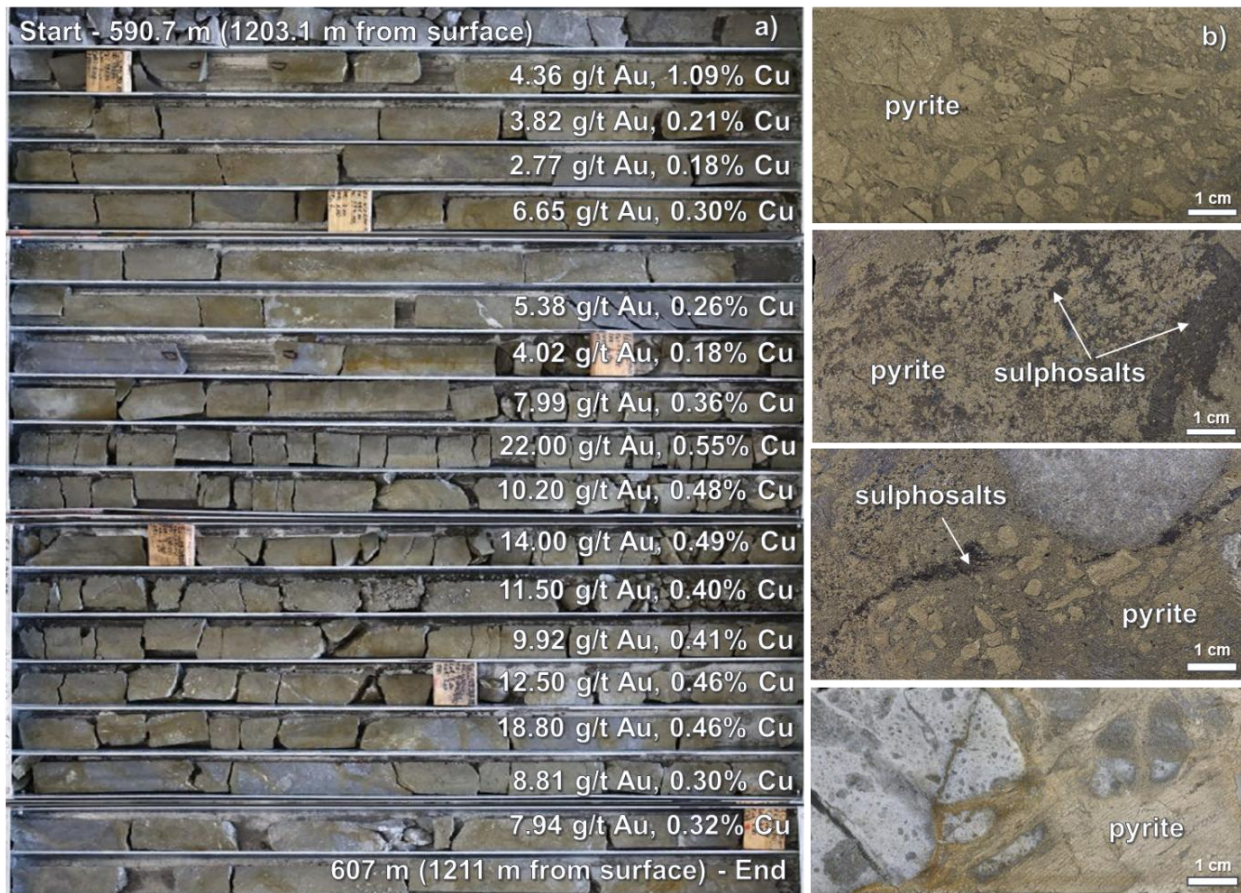 Start - 590.7 m (1203.1 m from surface)
a)
4.36 g/t Au, 1.09% Cu
3.82 g/t Au, 0.21% Cu
2.77 g/t Au, 0.18% Cu
6.65 g/t Au, 0.30% Cu
5.38 g/t Au, 0.26% Cu
4.02 g/t Au, 0.18% Cu
7.99 g/t Au, 0.36% Cu
22.00 g/t Au, 0.55% Cu
10.20 g/t Au, 0.48% Cu
14.00 g/t Au, 0.49% Cu
11.50 g/t Au, 0.40% Cu
9.92 g/t Au, 0.41% Cu
12.50 g/t Au, 0.46% Cu
18.80 g/t Au, 0.46% Cu
8.81 g/t Au, 0.30% Cu
7.94 g/t Au, 0.32% Cu
607 m (1211 m from surface) - End
b)
pyrite
1 cm
pyrite
sulphosalts
1 cm
sulphosalts
pyrite
1 cm
pyrite
1 cm